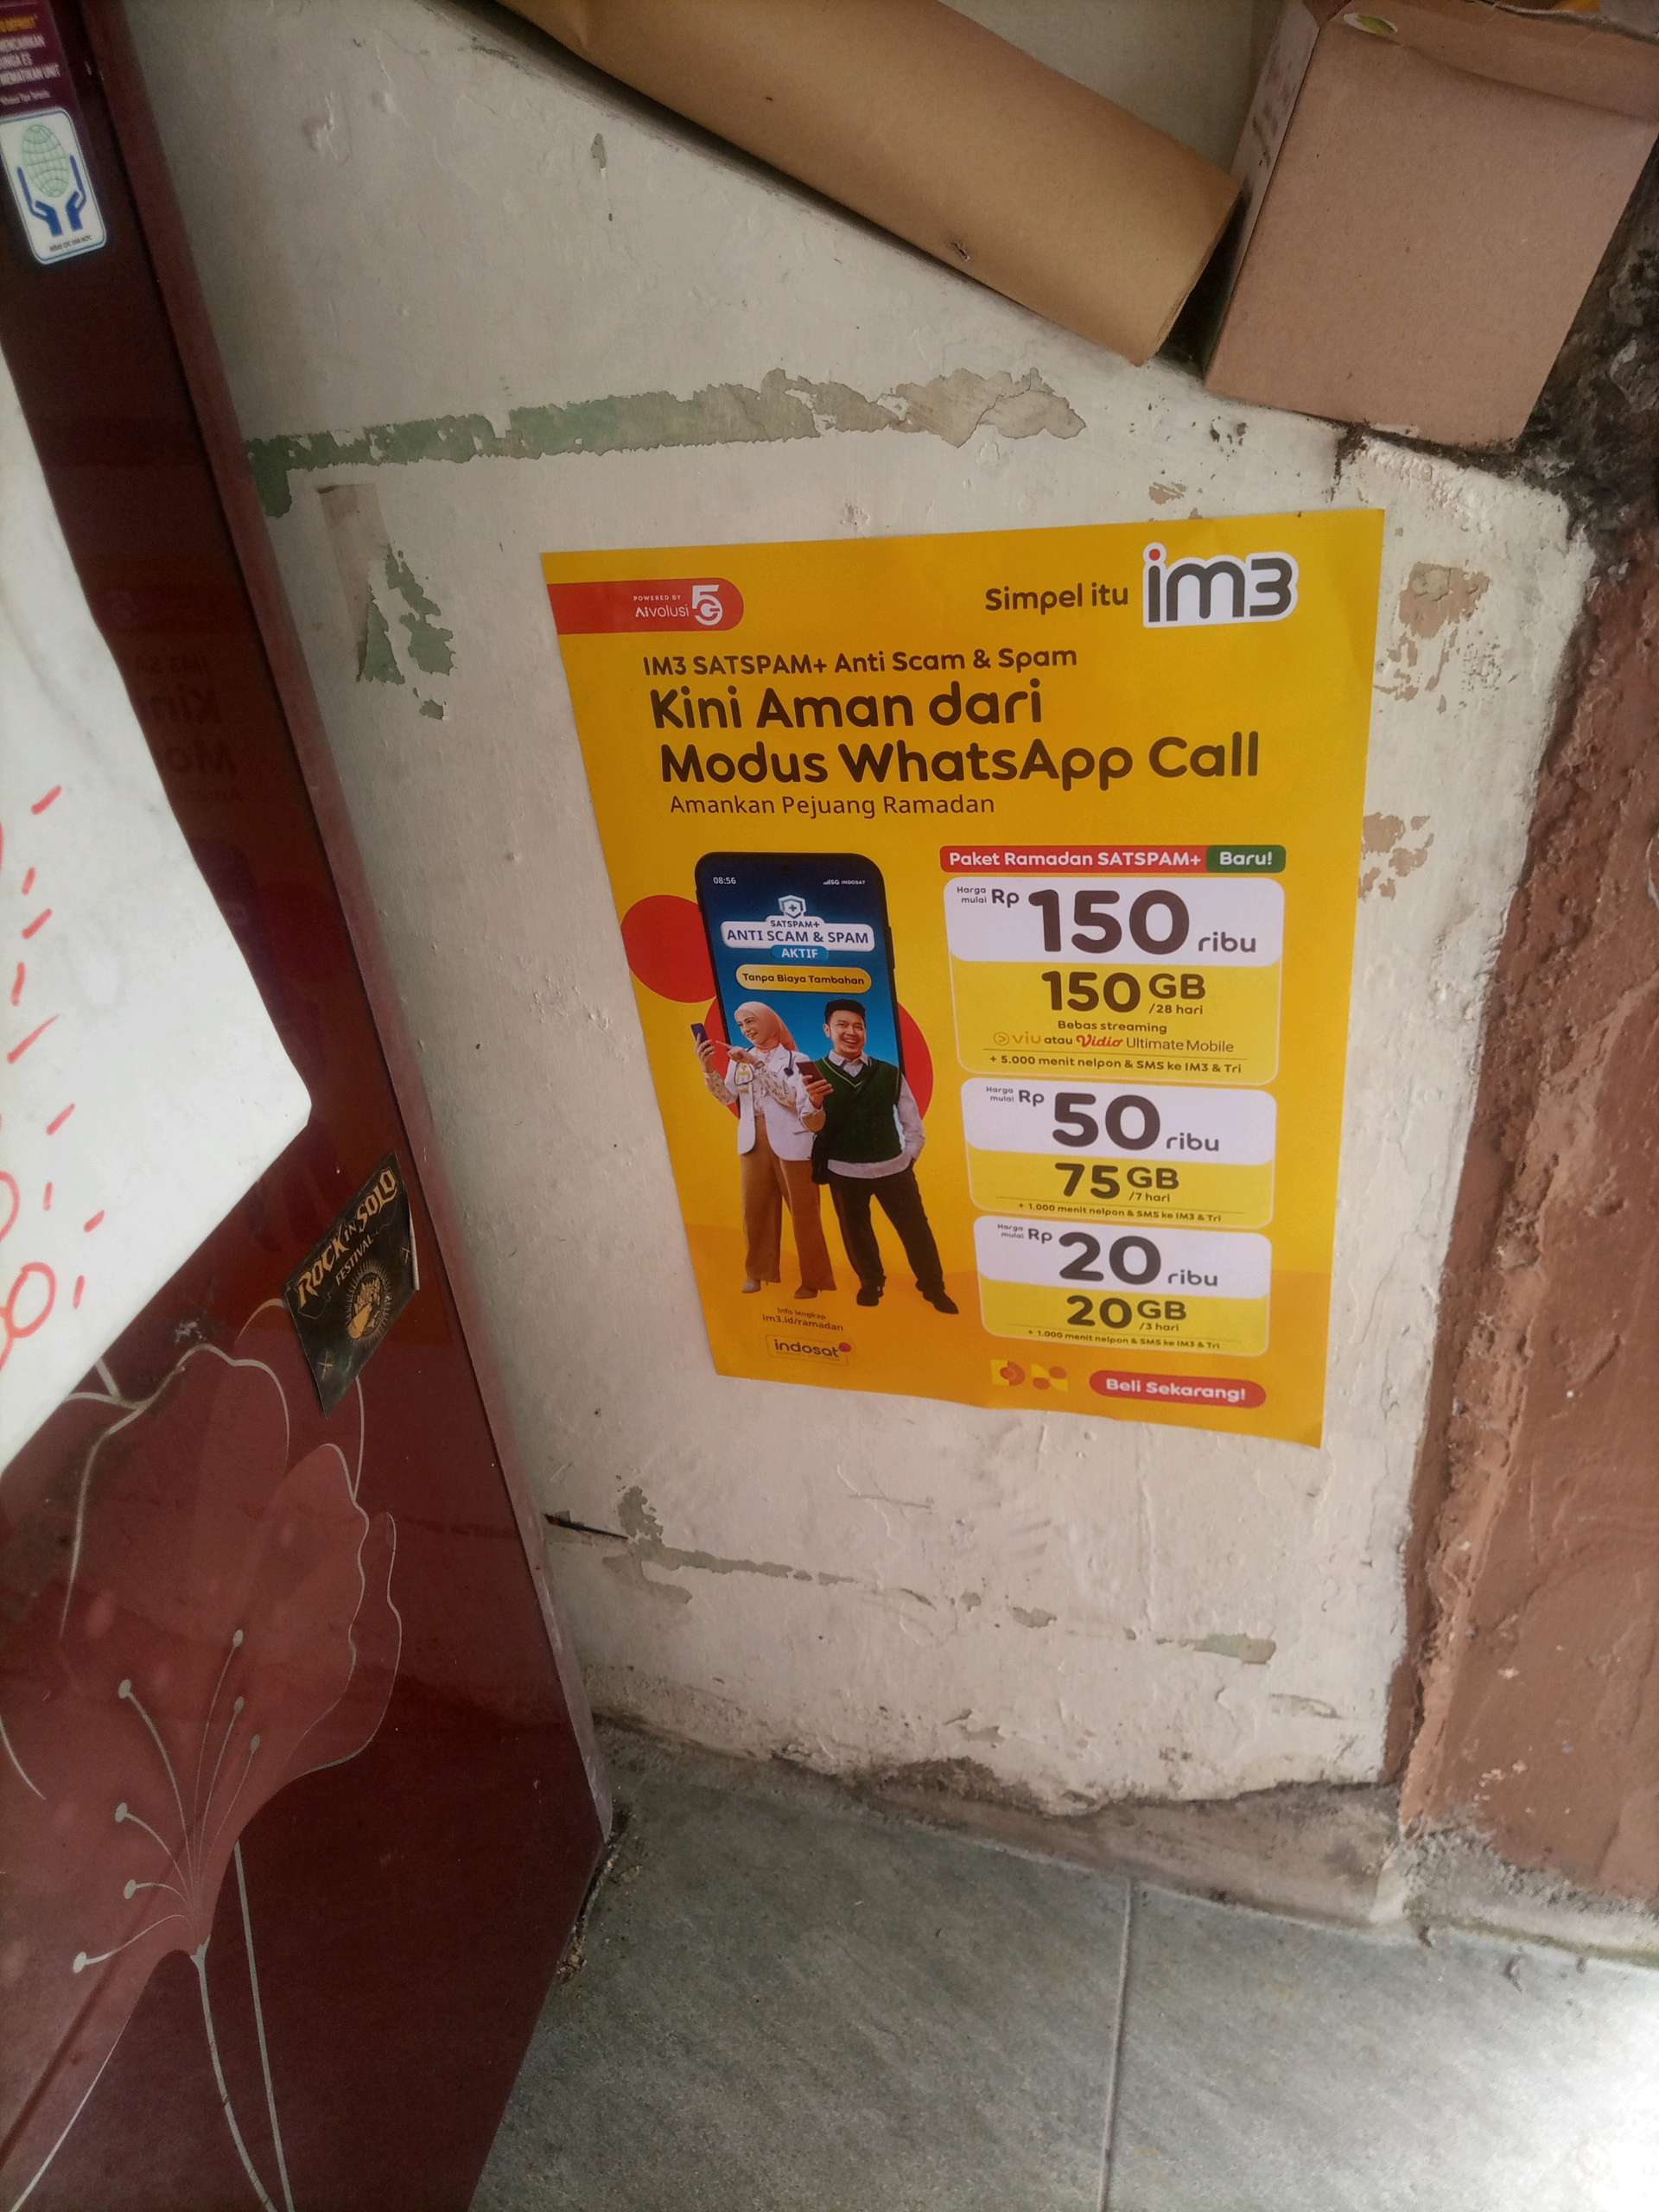 MENCAIRKAN
BUNGA ES
MEMATIKAN UNIT
POWERED BY
AIvolusi 5G
Simpel itu im3
IM3 SATSPAM+ Anti Scam & Spam
Kini Aman dari
Modus WhatsApp Call
Amankan Pejuang Ramadan
08:56
5G INDOSAT
SATSPAM+
ANTI SCAM & SPAM
AKTIF
Tanpa Biaya Tambahan
Paket Ramadan SATSPAM+ Baru!
Harga mulai Rp 150 ribu
150 GB /28 hari
Bebas streaming
viu atau Vidio Ultimate Mobile
+ 5.000 menit nelpon & SMS ke IM3 & Tri
Harga mulai Rp 50 ribu
75 GB /7 hari
+ 1.000 menit nelpon & SMS ke IM3 & Tri
Harga mulai Rp 20 ribu
20 GB /3 hari
+ 1.000 menit nelpon & SMS ke IM3 & Tri
Info lengkap
im3.id/ramadan
indosat
Beli Sekarang!
ROCK IN SOLO
FESTIVAL